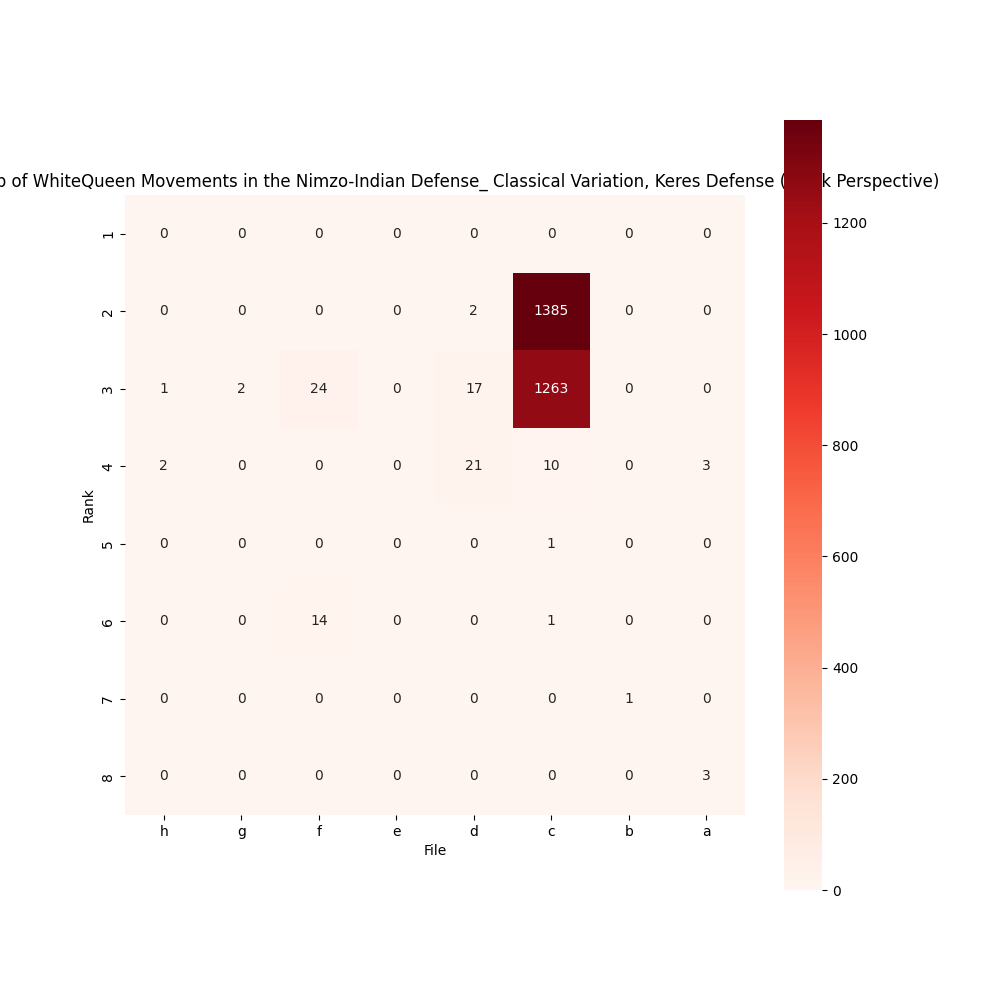 of WhiteQueen Movements in the Nimzo-Indian Defense_ Classical Variation, Keres Defense ( Perspective)
1 0 0 0 0 0 0 0 0
2 0 0 0 0 2 1385 0 0
3 1 2 24 0 17 1263 0 0
4 2 0 0 0 21 10 0 3
5 0 0 0 0 0 1 0 0
6 0 0 14 0 0 1 0 0
7 0 0 0 0 0 0 1 0
8 0 0 0 0 0 0 0 3
h g f e d c b a
File
Rank
1200
1000
800
600
400
200
0